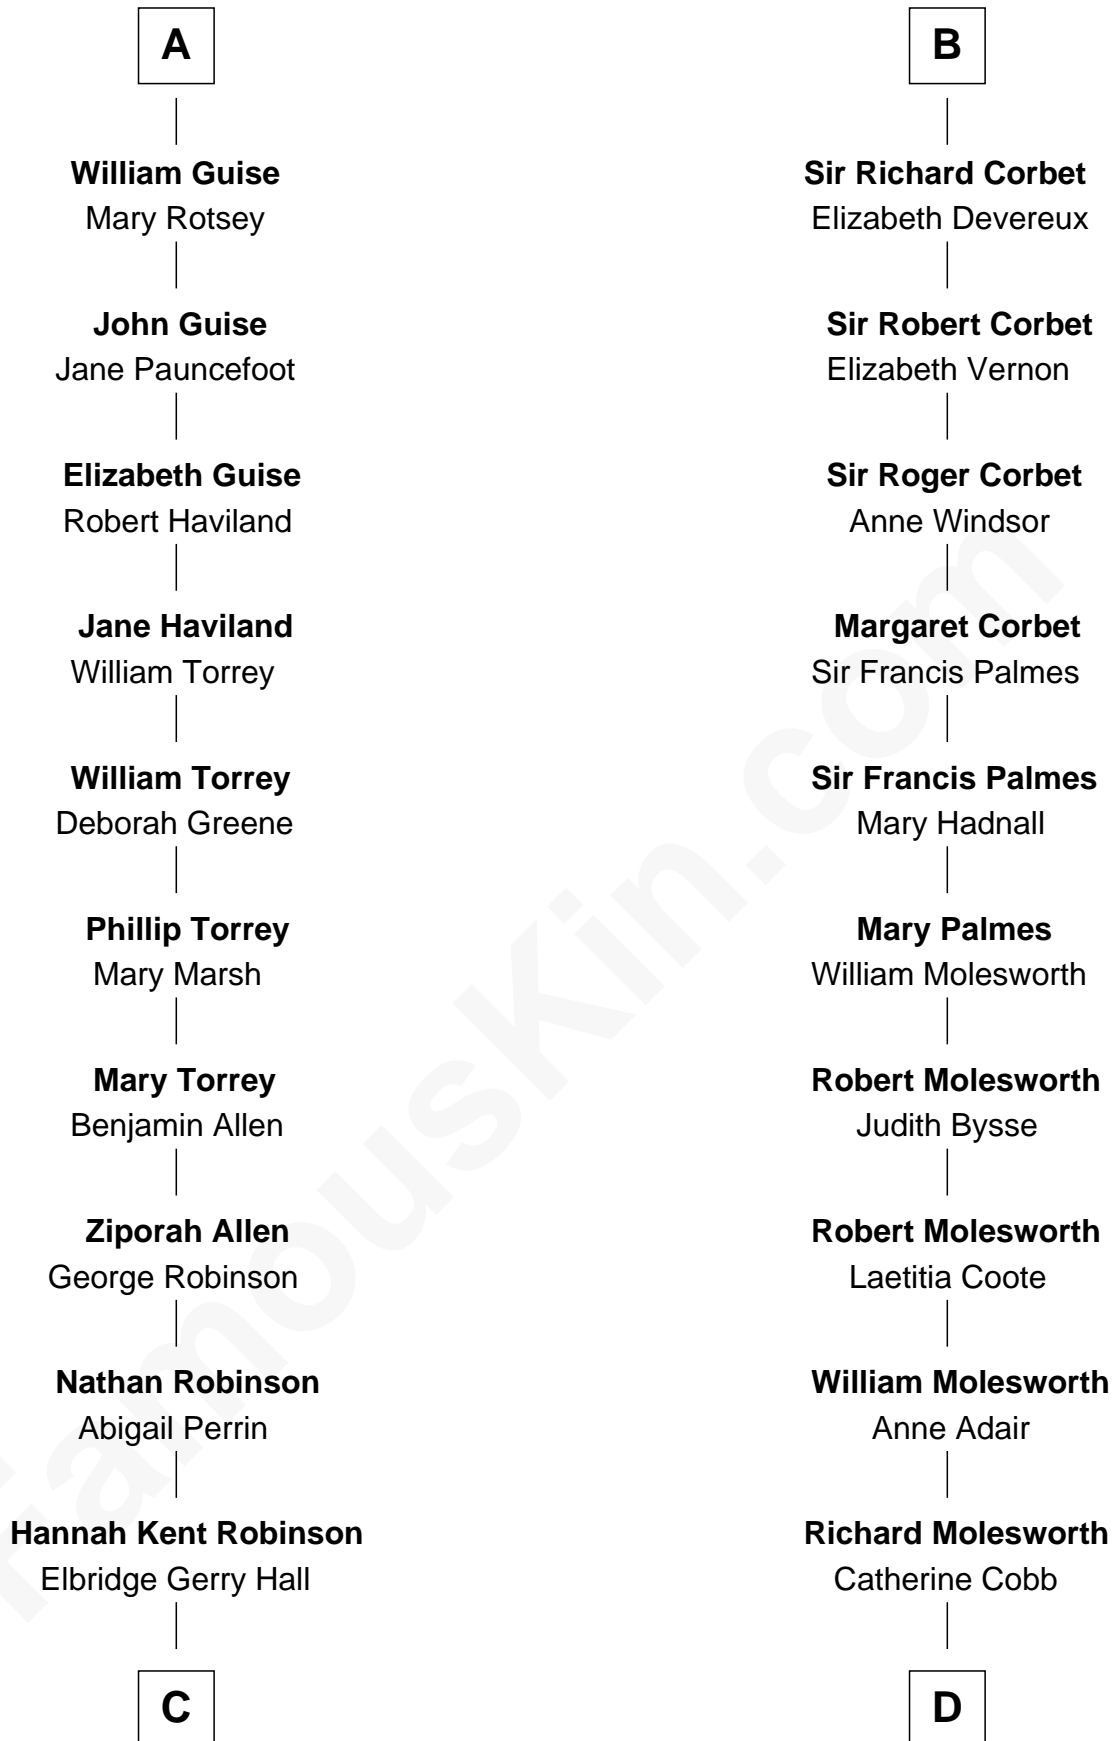 A
William Guise
Mary Rotsey
John Guise
Jane Pauncefoot
Elizabeth Guise
Robert Haviland
Jane Haviland
William Torrey
William Torrey
Deborah Greene
Phillip Torrey
Mary Marsh
Mary Torrey
Benjamin Allen
Ziporah Allen
George Robinson
Nathan Robinson
Abigail Perrin
Hannah Kent Robinson
Elbridge Gerry Hall
C
B
Sir Richard Corbet
Elizabeth Devereux
Sir Robert Corbet
Elizabeth Vernon
Sir Roger Corbet
Anne Windsor
Margaret Corbet
Sir Francis Palmes
Sir Francis Palmes
Mary Hadnall
Mary Palmes
William Molesworth
Robert Molesworth
Judith Bysse
Robert Molesworth
Laetitia Coote
William Molesworth
Anne Adair
Richard Molesworth
Catherine Cobb
D
FamousKin.com